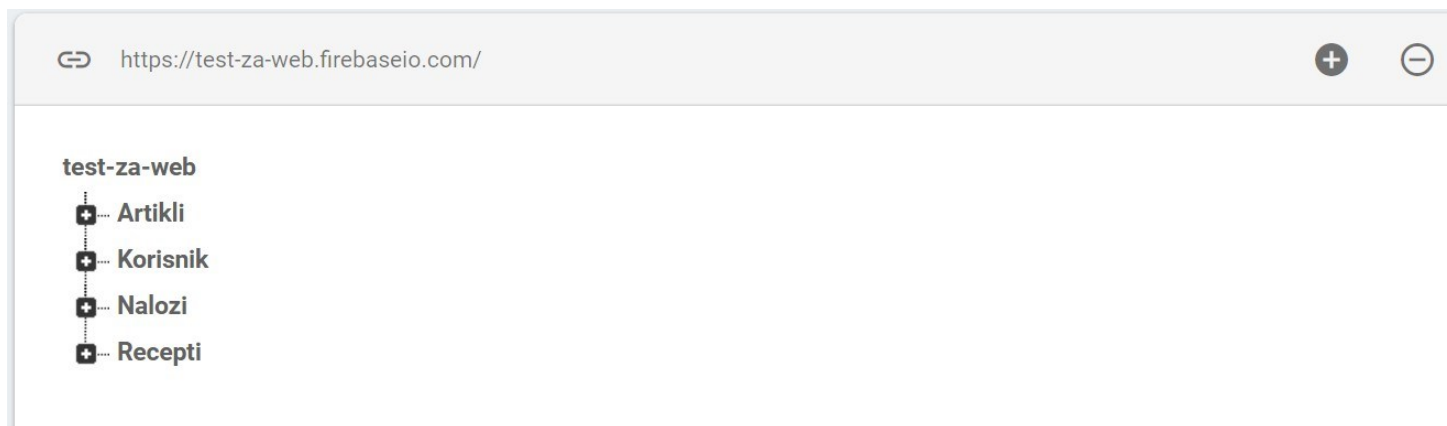 https://test-za-web.firebaseio.com/
test-za-web
Artikli
Korisnik
Nalozi
Recepti